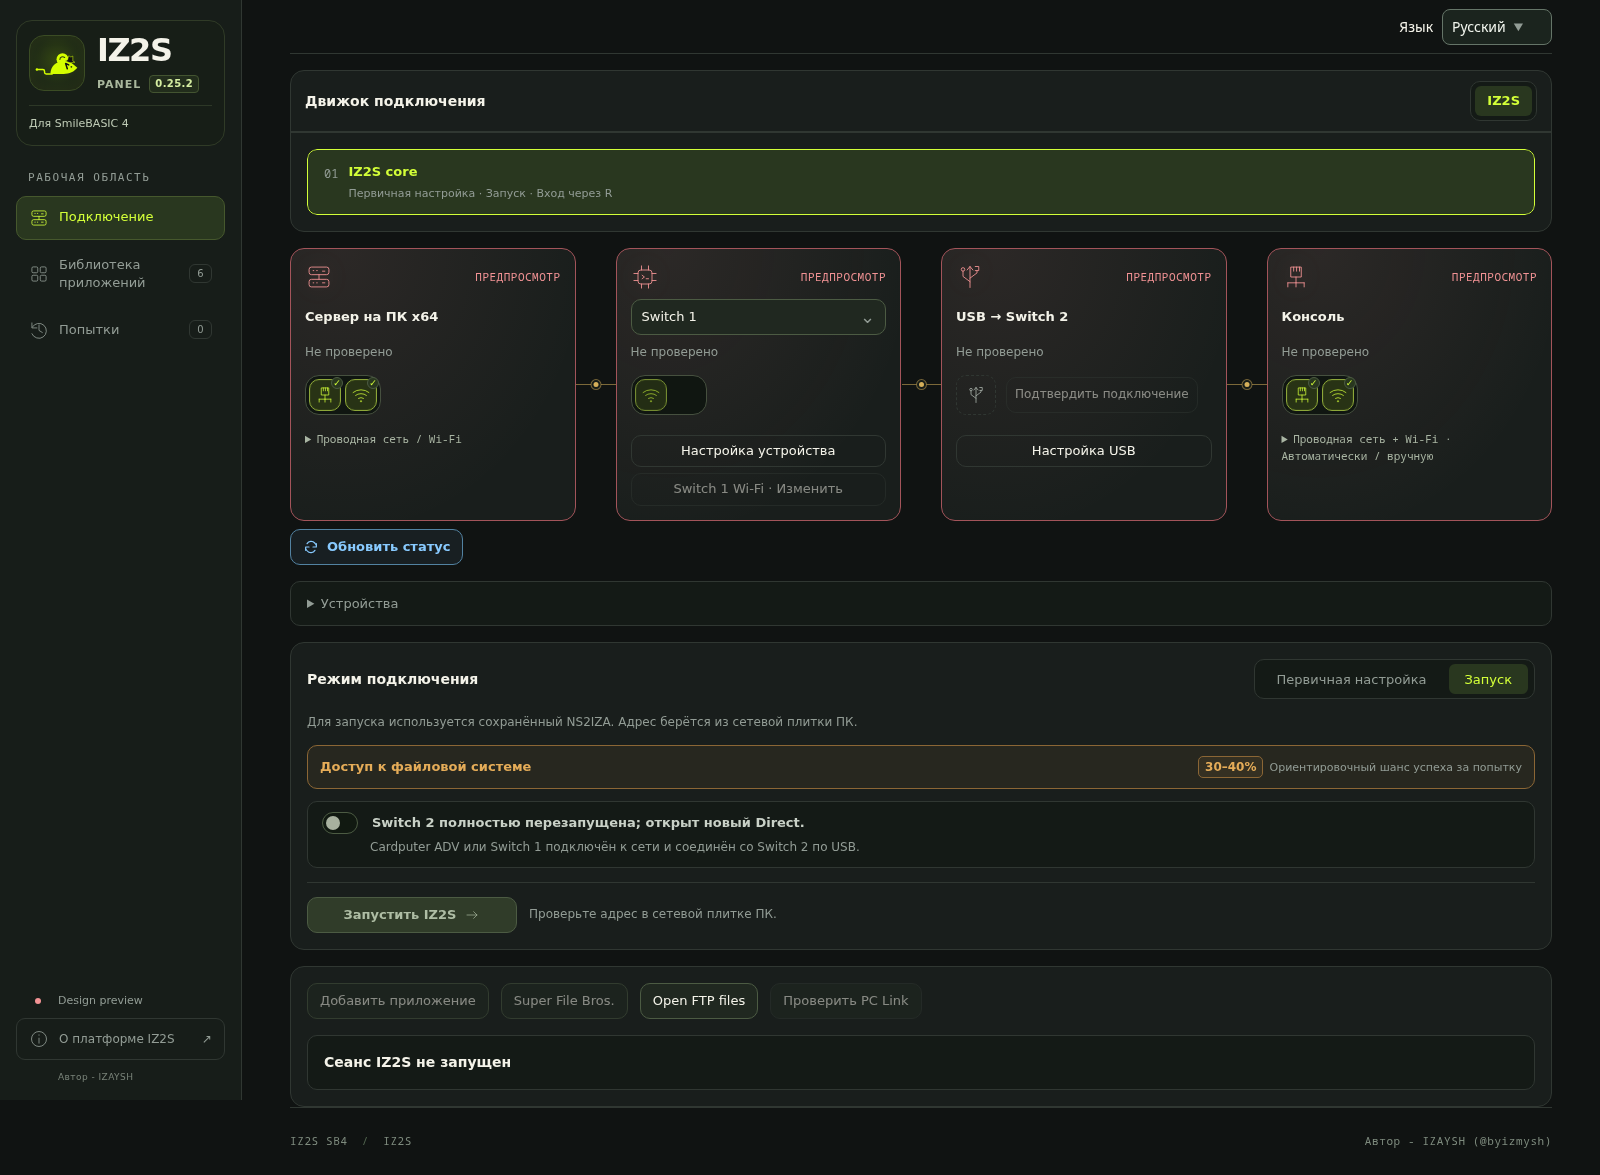 IZ2S
PANEL 0.25.2
Для SmileBASIC 4
РАБОЧАЯ ОБЛАСТЬ
Подключение
Библиотека приложений 6
Попытки 0
Design preview
О платформе IZ2S ↗
Автор - IZAYSH
Язык Русский ▼
Движок подключения IZ2S
01 IZ2S core
Первичная настройка · Запуск · Вход через R
ПРЕДПРОСМОТР
Сервер на ПК x64
Не проверено
▶ Проводная сеть / Wi-Fi
ПРЕДПРОСМОТР
Switch 1
Не проверено
Настройка устройства
Switch 1 Wi-Fi · Изменить
ПРЕДПРОСМОТР
USB → Switch 2
Не проверено
Подтвердить подключение
Настройка USB
ПРЕДПРОСМОТР
Консоль
Не проверено
▶ Проводная сеть + Wi-Fi ·
Автоматически / вручную
Обновить статус
▶ Устройства
Режим подключения Первичная настройка Запуск
Для запуска используется сохранённый NS2IZA. Адрес берётся из сетевой плитки ПК.
Доступ к файловой системе 30–40% Ориентировочный шанс успеха за попытку
Switch 2 полностью перезапущена; открыт новый Direct.
Cardputer ADV или Switch 1 подключён к сети и соединён со Switch 2 по USB.
Запустить IZ2S → Проверьте адрес в сетевой плитке ПК.
Добавить приложение Super File Bros. Open FTP files Проверить PC Link
Сеанс IZ2S не запущен
IZ2S SB4 / IZ2S Автор - IZAYSH (@byizmysh)